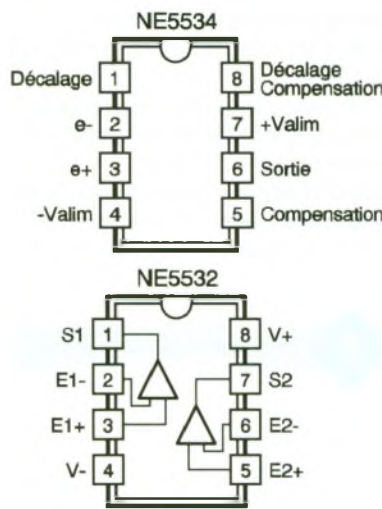 NE5534
Décalage 1 8 Décalage Compensation
e- 2 7 +Valim
e+ 3 6 Sortie
-Valim 4 5 Compensation
NE5532
S1 1 8 V+
E1- 2 7 S2
E1+ 3 6 E2-
V- 4 5 E2+